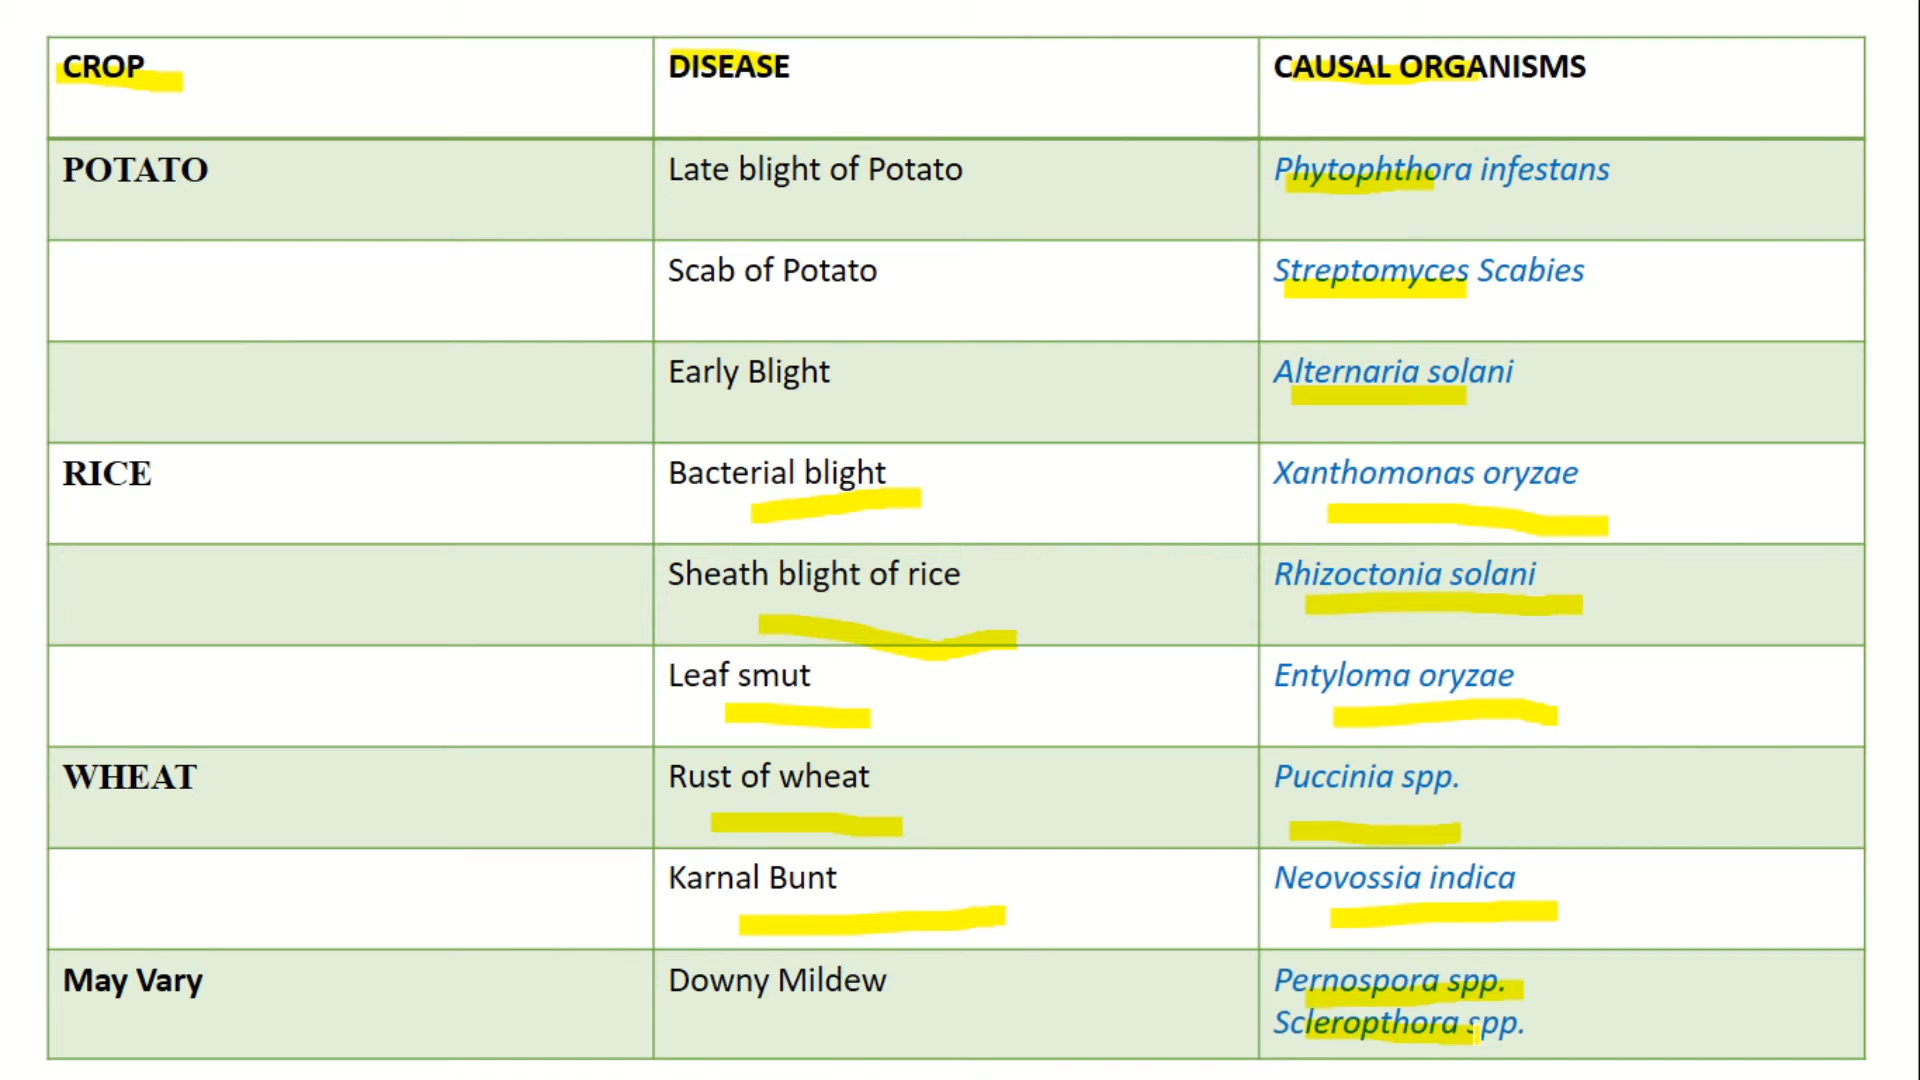 CROP DISEASE CAUSAL ORGANISMS
POTATO Late blight of Potato Phytophthora infestans
Scab of Potato Streptomyces Scabies
Early Blight Alternaria solani
RICE Bacterial blight Xanthomonas oryzae
Sheath blight of rice Rhizoctonia solani
Leaf smut Entyloma oryzae
WHEAT Rust of wheat Puccinia spp.
Karnal Bunt Neovossia indica
May Vary Downy Mildew Pernospora spp.
Scleropthora spp.